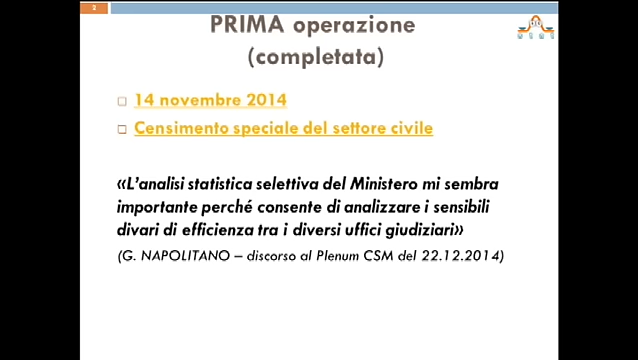 2
PRIMA operazione
(completata)
14 novembre 2014
Censimento speciale del settore civile
«L'analisi statistica selettiva del Ministero mi sembra
importante perché consente di analizzare i sensibili
divari di efficienza tra i diversi uffici giudiziari»
(G. NAPOLITANO – discorso al Plenum CSM del 22.12.2014)